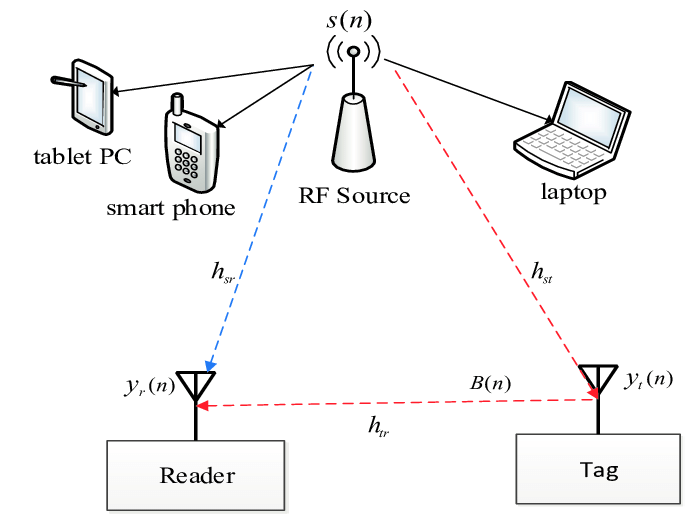 s(n)
tablet PC
smart phone
RF Source
laptop
h_{sr}
h_{st}
y_r(n)
B(n)
y_t(n)
h_{tr}
Reader
Tag